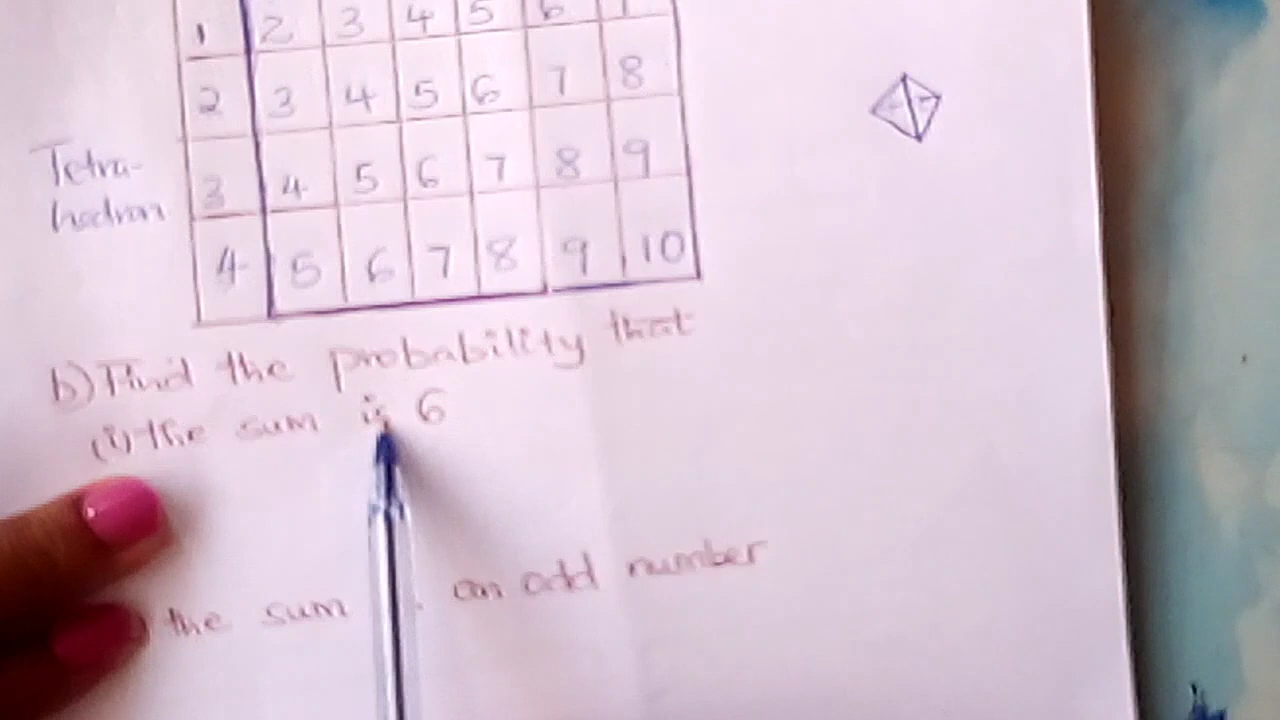 1 2 3 4 5 6
2 3 4 5 6 7 8
Tetra-
hedron
3 4 5 6 7 8 9
4 5 6 7 8 9 10
b) Find the probability that
(i) the sum is 6
) the sum an odd number